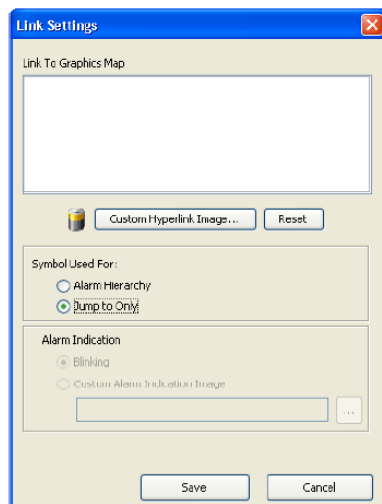 Link Settings
Link To Graphics Map
Custom Hyperlink Image...
Reset
Symbol Used For:
Alarm Hierarchy
Jump to Only
Alarm Indication
Blinking
Custom Alarm Indication Image
...
Save
Cancel